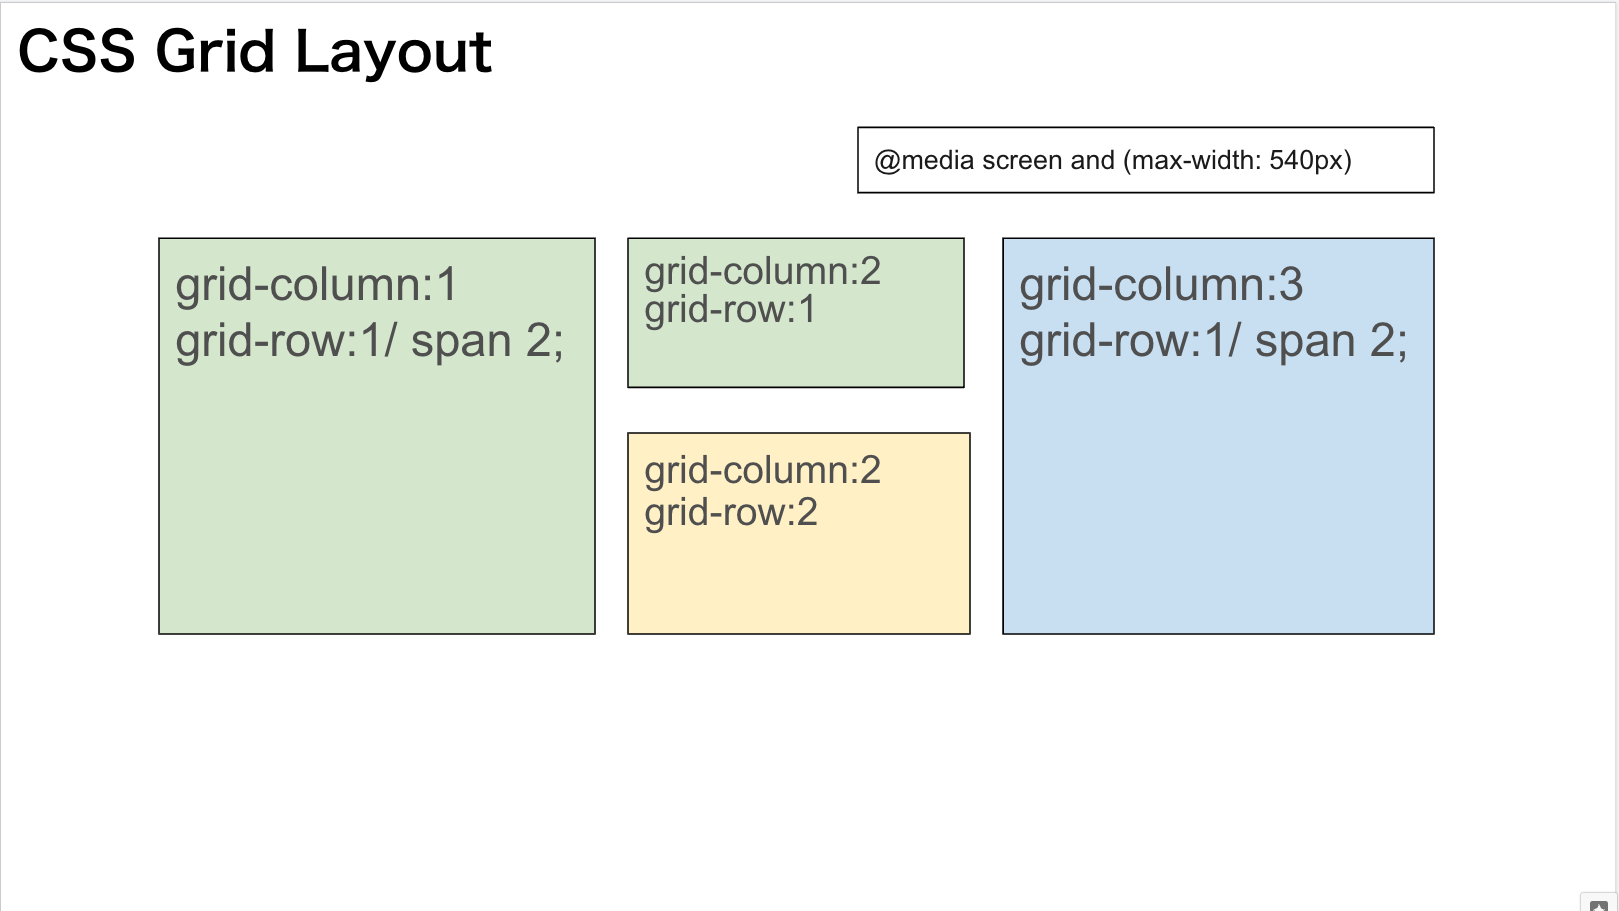 CSS Grid Layout
@media screen and (max-width: 540px)
grid-column:1
grid-row:1/ span 2;
grid-column:2
grid-row:1
grid-column:2
grid-row:2
grid-column:3
grid-row:1/ span 2;